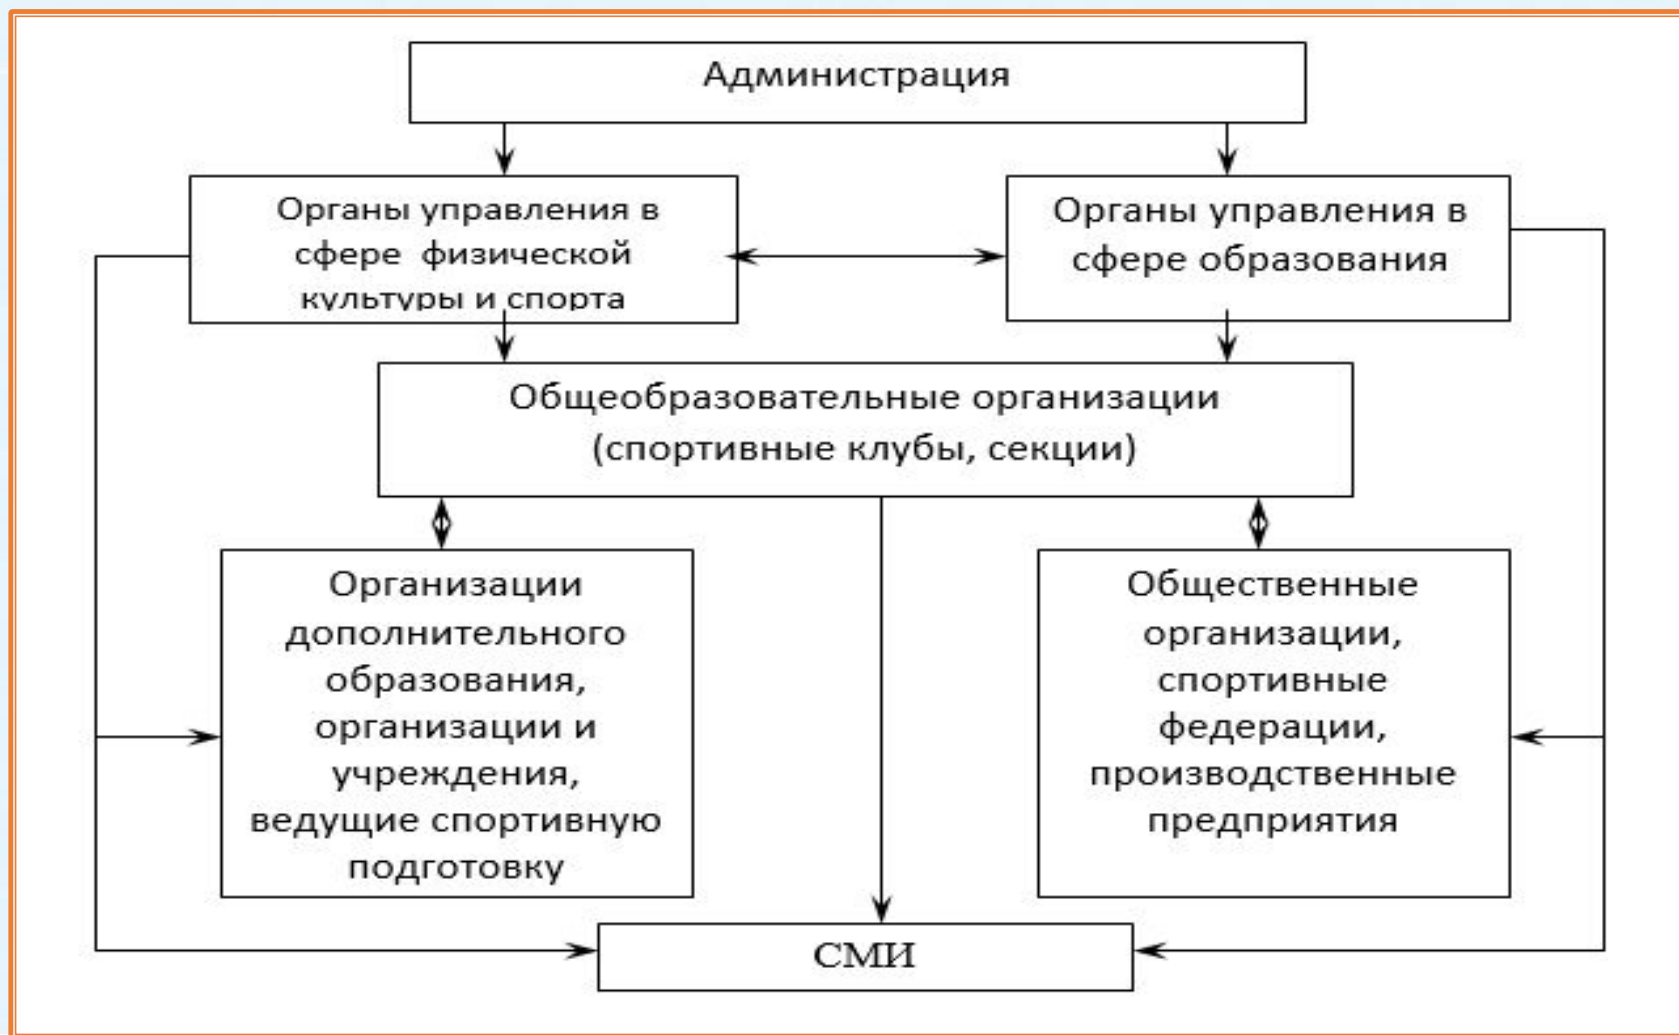 Администрация
Органы управления в
сфере физической
культуры и спорта
Органы управления в
сфере образования
Общеобразовательные организации
(спортивные клубы, секции)
Организации
дополнительного
образования,
организации и
учреждения,
ведущие спортивную
подготовку
Общественные
организации,
спортивные
федерации,
производственные
предприятия
СМИ